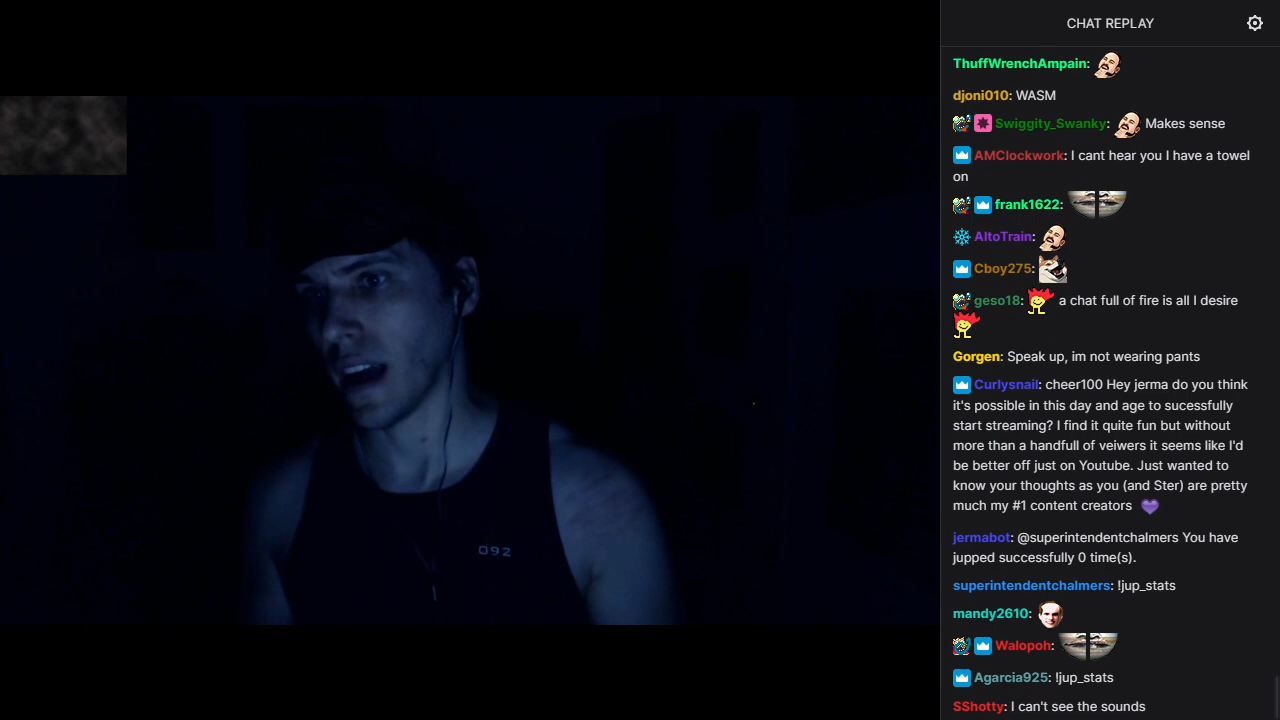 CHAT REPLAY
ThuffWrenchAmpain:
djoni010: WASM
Swiggity_Swanky: Makes sense
AMClockwork: I cant hear you I have a towel
on
frank1622:
AltoTrain:
Cboy275:
geso18: a chat full of fire is all I desire
Gorgen: Speak up, im not wearing pants
Curlysnail: cheer100 Hey jerma do you think
it's possible in this day and age to sucessfully
start streaming? I find it quite fun but without
more than a handfull of veiwers it seems like I'd
be better off just on Youtube. Just wanted to
know your thoughts as you (and Ster) are pretty
much my #1 content creators
jermabot: @superintendentchalmers You have
jupped successfully 0 time(s).
superintendentchalmers: !jup_stats
mandy2610:
Walopoh:
Agarcia925: !jup_stats
SShotty: I can't see the sounds
092